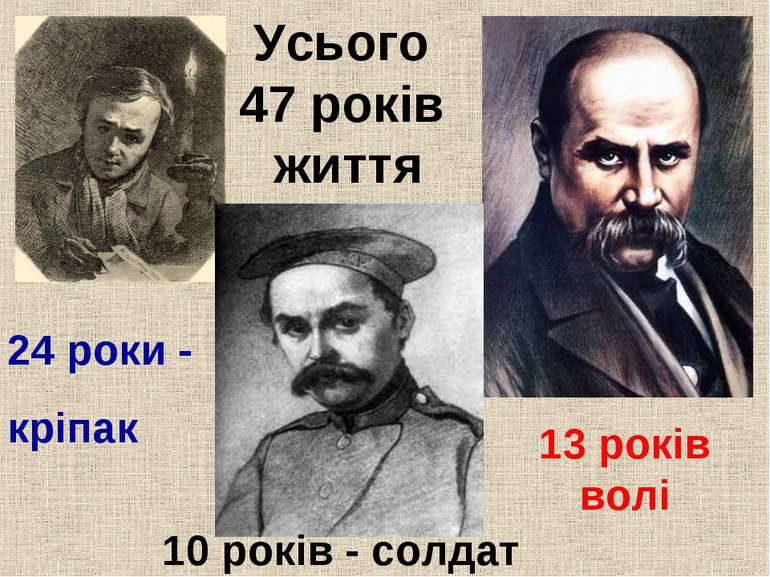 Усього
47 років
життя
24 роки -
кріпак
13 років
волі
10 років - солдат